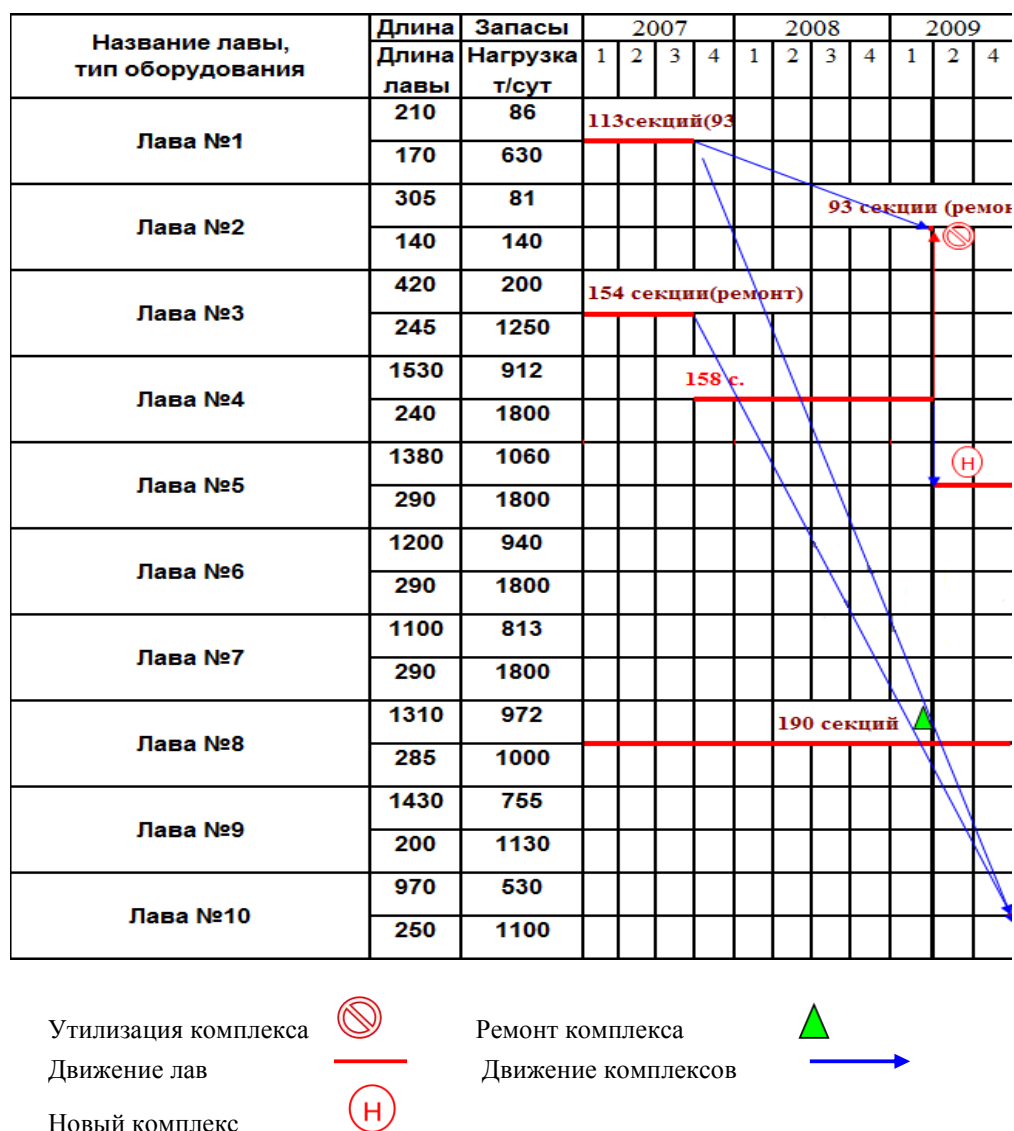 Название лавы,
тип оборудования
Длина Запасы 2007 2008 2009
Длина лавы Нагрузка т/сут 1 2 3 4 1 2 3 4 1 2 4
Лава №1
210 86
113секций(93
170 630
Лава №2
305 81
93 секции (ремон
140 140
Лава №3
420 200
154 секции(ремонт)
245 1250
Лава №4
1530 912
158 с.
240 1800
Лава №5
1380 1060
Н
290 1800
Лава №6
1200 940
290 1800
Лава №7
1100 813
290 1800
Лава №8
1310 972
190 секций
285 1000
Лава №9
1430 755
200 1130
Лава №10
970 530
250 1100
Утилизация комплекса Ремонт комплекса
Движение лав Движение комплексов
Новый комплекс Н